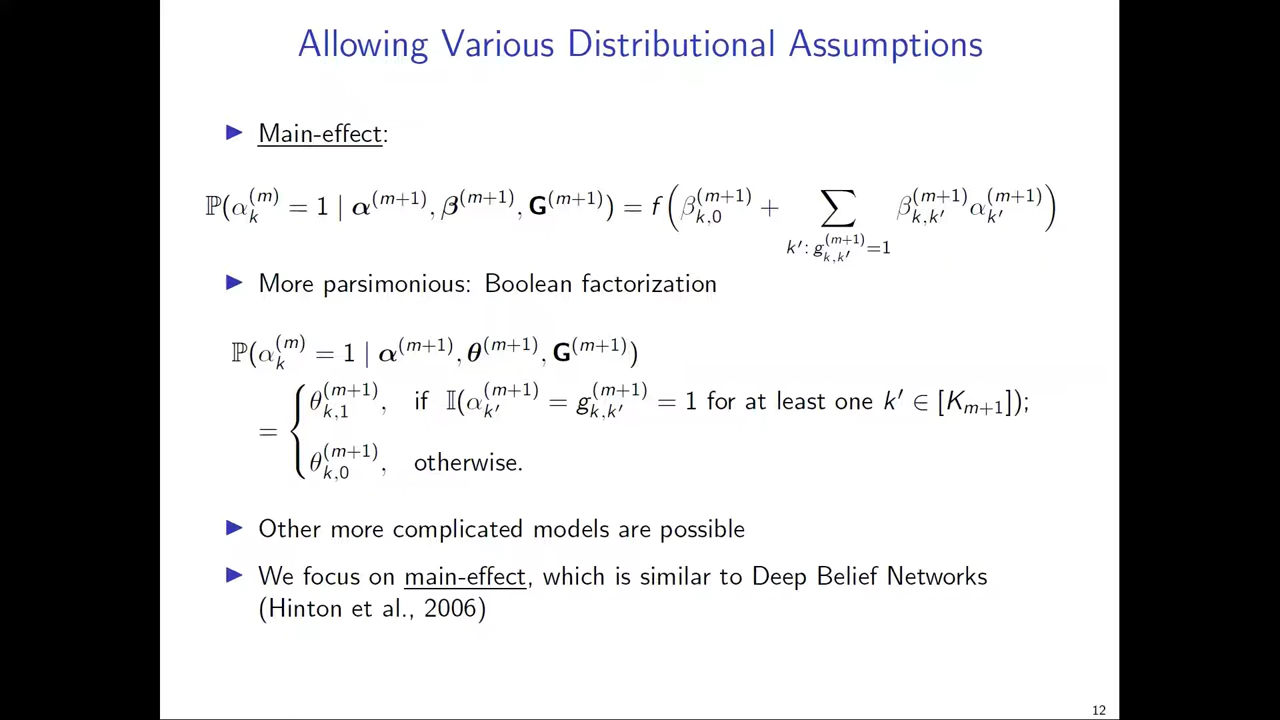 Allowing Various Distributional Assumptions
▶ Main-effect:
ℙ(α_k^{(m)} = 1 | α^{(m+1)}, β^{(m+1)}, G^{(m+1)}) = f(β_{k,0}^{(m+1)} + ∑_{k′: g_{k,k′}^{(m+1)}=1} β_{k,k′}^{(m+1)} α_{k′}^{(m+1)})
▶ More parsimonious: Boolean factorization
ℙ(α_k^{(m)} = 1 | α^{(m+1)}, θ^{(m+1)}, G^{(m+1)})
= { θ_{k,1}^{(m+1)}, if 𝕀(α_{k′}^{(m+1)} = g_{k,k′}^{(m+1)} = 1 for at least one k′ ∈ [K_{m+1}]);
θ_{k,0}^{(m+1)}, otherwise.
▶ Other more complicated models are possible
▶ We focus on main-effect, which is similar to Deep Belief Networks
(Hinton et al., 2006)
12